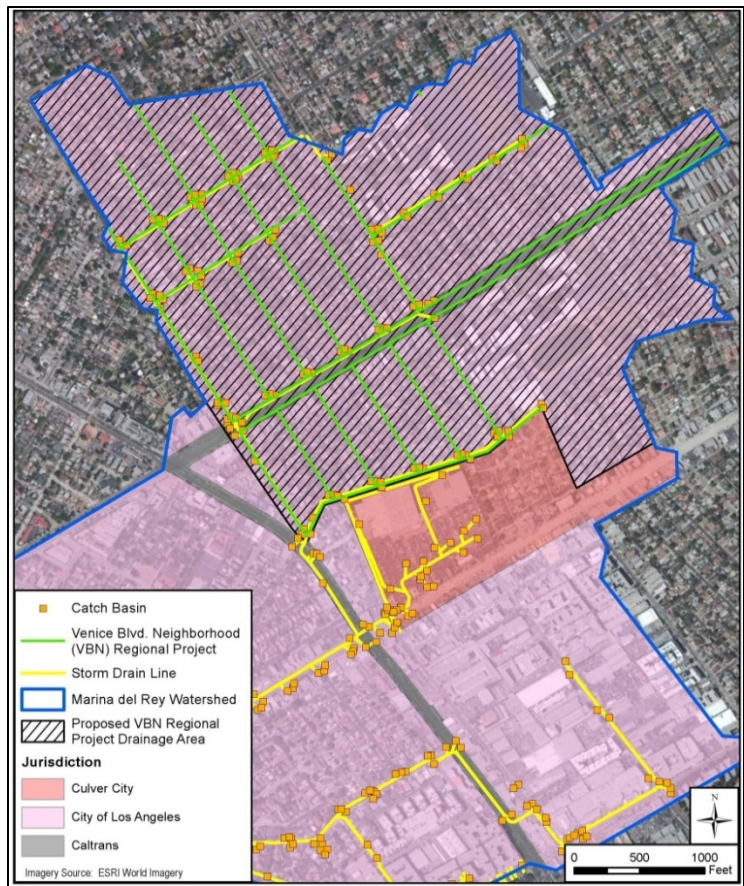 Catch Basin
Venice Blvd. Neighborhood
(VBN) Regional Project
Storm Drain Line
Marina del Rey Watershed
Proposed VBN Regional
Project Drainage Area
Jurisdiction
Culver City
City of Los Angeles
Caltrans
Imagery Source: ESRI World Imagery
N
0 500 1000
Feet